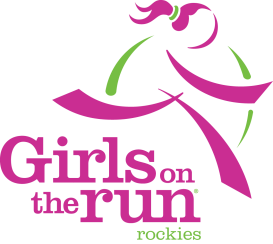 Girls on
the run®
rockies